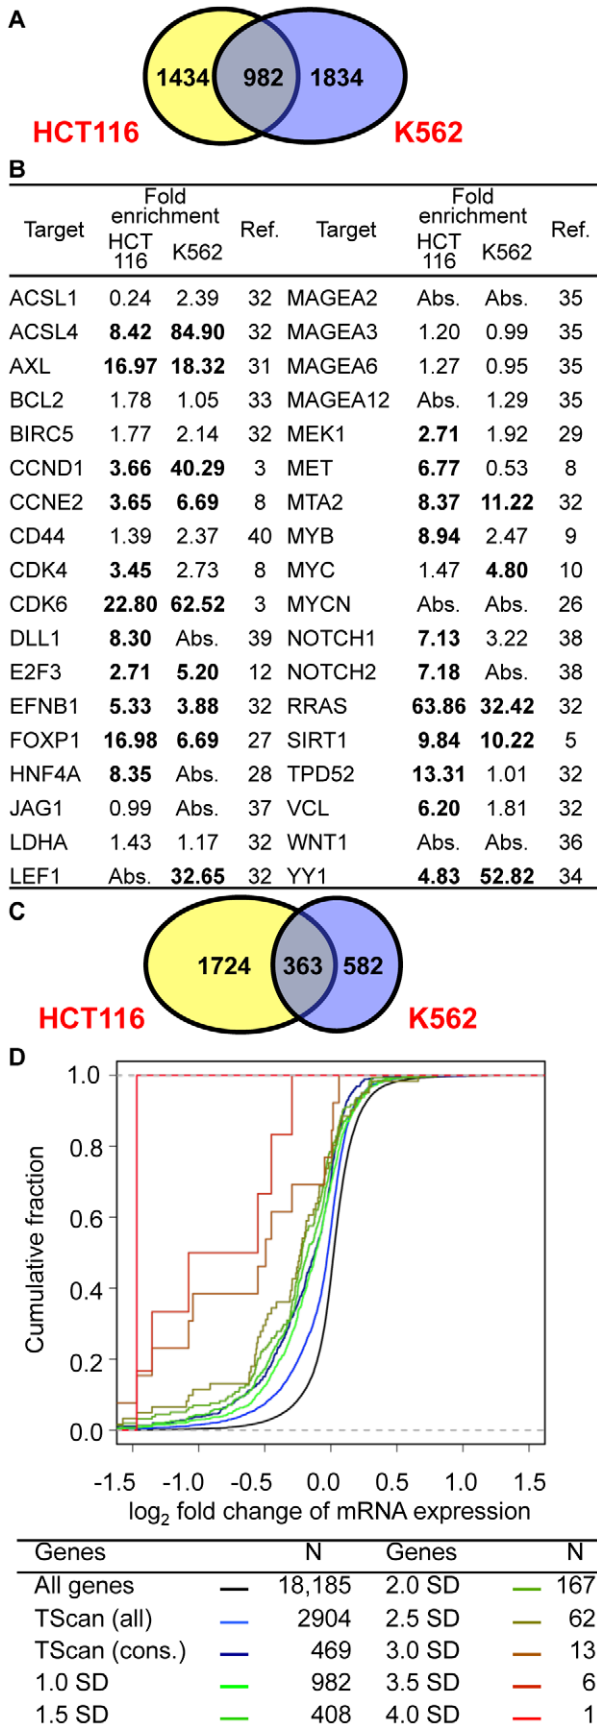 A
1434 982 1834
HCT116 K562
B
Fold Fold
enrichment enrichment
Target HCT 116 K562 Ref. Target HCT 116 K562 Ref.
ACSL1 0.24 2.39 32 MAGEA2 Abs. Abs. 35
ACSL4 8.42 84.90 32 MAGEA3 1.20 0.99 35
AXL 16.97 18.32 31 MAGEA6 1.27 0.95 35
BCL2 1.78 1.05 33 MAGEA12 Abs. 1.29 35
BIRC5 1.77 2.14 32 MEK1 2.71 1.92 29
CCND1 3.66 40.29 3 MET 6.77 0.53 8
CCNE2 3.65 6.69 8 MTA2 8.37 11.22 32
CD44 1.39 2.37 40 MYB 8.94 2.47 9
CDK4 3.45 2.73 8 MYC 1.47 4.80 10
CDK6 22.80 62.52 3 MYCN Abs. Abs. 26
DLL1 8.30 Abs. 39 NOTCH1 7.13 3.22 38
E2F3 2.71 5.20 12 NOTCH2 7.18 Abs. 38
EFNB1 5.33 3.88 32 RRAS 63.86 32.42 32
FOXP1 16.98 6.69 27 SIRT1 9.84 10.22 5
HNF4A 8.35 Abs. 28 TPD52 13.31 1.01 32
JAG1 0.99 Abs. 37 VCL 6.20 1.81 32
LDHA 1.43 1.17 32 WNT1 Abs. Abs. 36
LEF1 Abs. 32.65 32 YY1 4.83 52.82 34
C
1724 363 582
HCT116 K562
D
Cumulative fraction
1.0
0.8
0.6
0.4
0.2
0.0
-1.5 -1.0 -0.5 0.0 0.5 1.0 1.5
log2 fold change of mRNA expression
Genes N Genes N
All genes 18,185 2.0 SD 167
TScan (all) 2904 2.5 SD 62
TScan (cons.) 469 3.0 SD 13
1.0 SD 982 3.5 SD 6
1.5 SD 408 4.0 SD 1